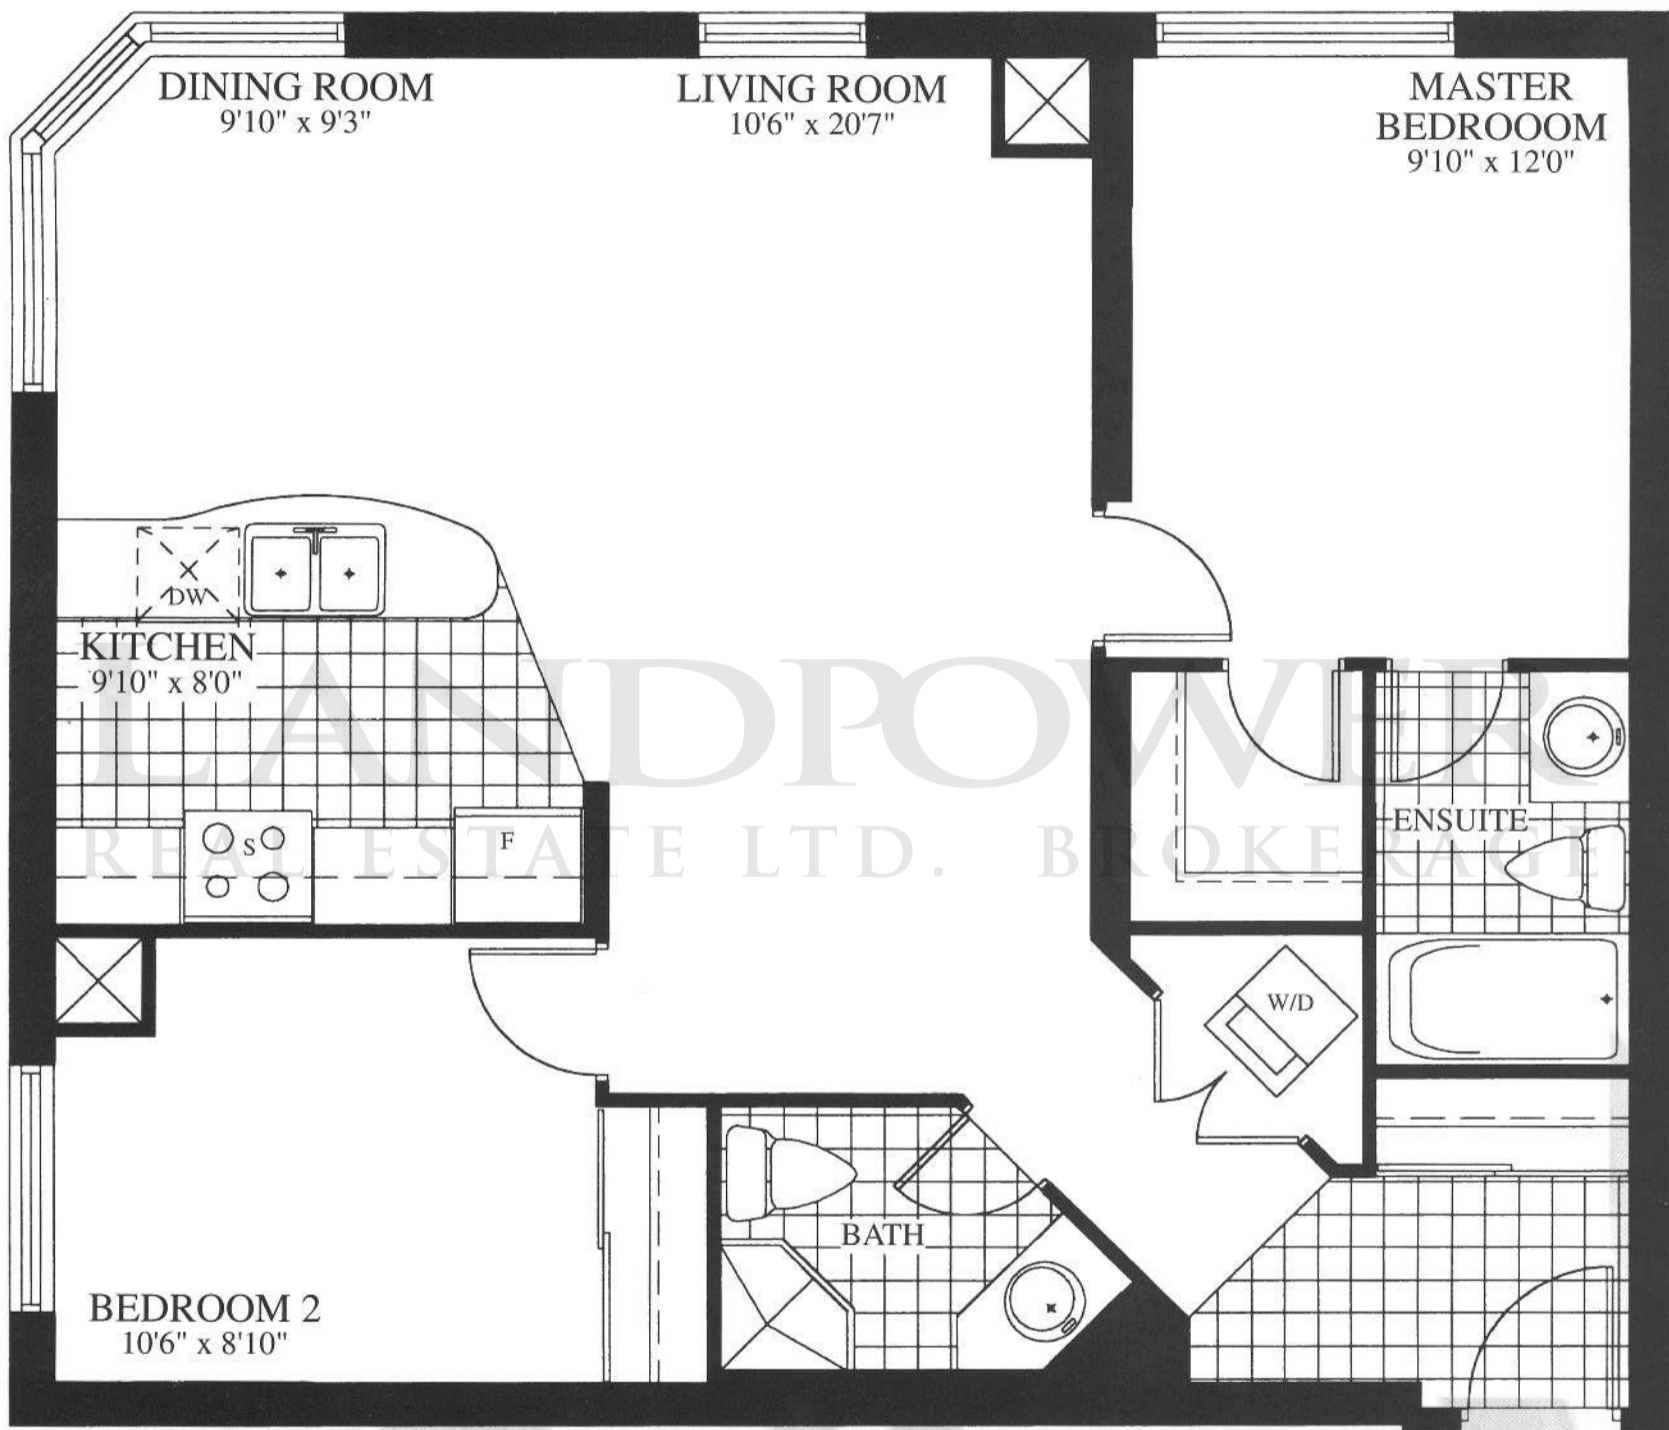 DINING ROOM
9'10" x 9'3"
LIVING ROOM
10'6" x 20'7"
MASTER
BEDROOOM
9'10" x 12'0"
DW
KITCHEN
9'10" x 8'0"
LANDPOWER
REAL ESTATE LTD. BROKERAGE
S
F
ENSUITE
W/D
BATH
BEDROOM 2
10'6" x 8'10"